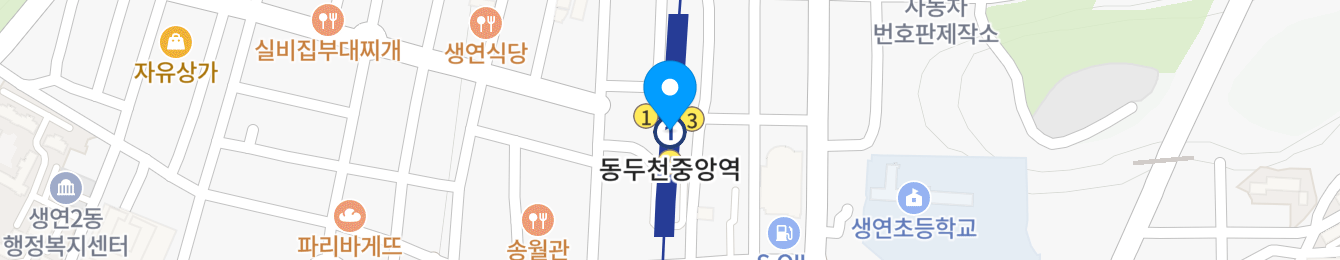 자동차
번호판제작소
실비집부대찌개
생연식당
자유상가
1
3
1
동두천중앙역
생연2동
행정복지센터
파리바게뜨
송월관
생연초등학교
S-OIL